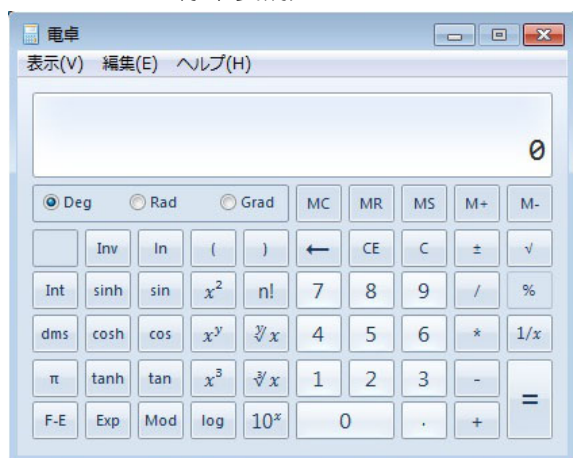 電卓
表示(V) 編集(E) ヘルプ(H)
0
Deg Rad Grad MC MR MS M+ M-
Inv ln ( ) ← CE C ± √
Int sinh sin x² n! 7 8 9 / %
dms cosh cos xʸ ʸ√x 4 5 6 * 1/x
π tanh tan x³ ³√x 1 2 3 - =
F-E Exp Mod log 10ˣ 0 . +